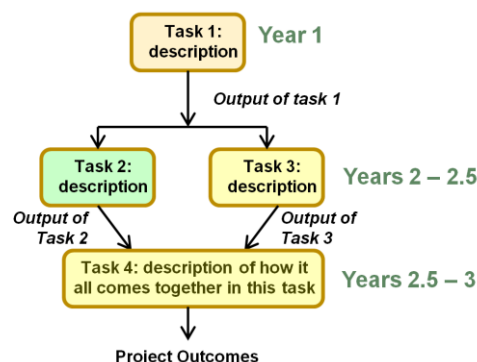 Task 1:
description
Year 1
Output of task 1
Task 2:
description
Task 3:
description
Years 2 – 2.5
Output of
Task 2
Output of
Task 3
Task 4: description of how it
all comes together in this task
Years 2.5 – 3
Project Outcomes